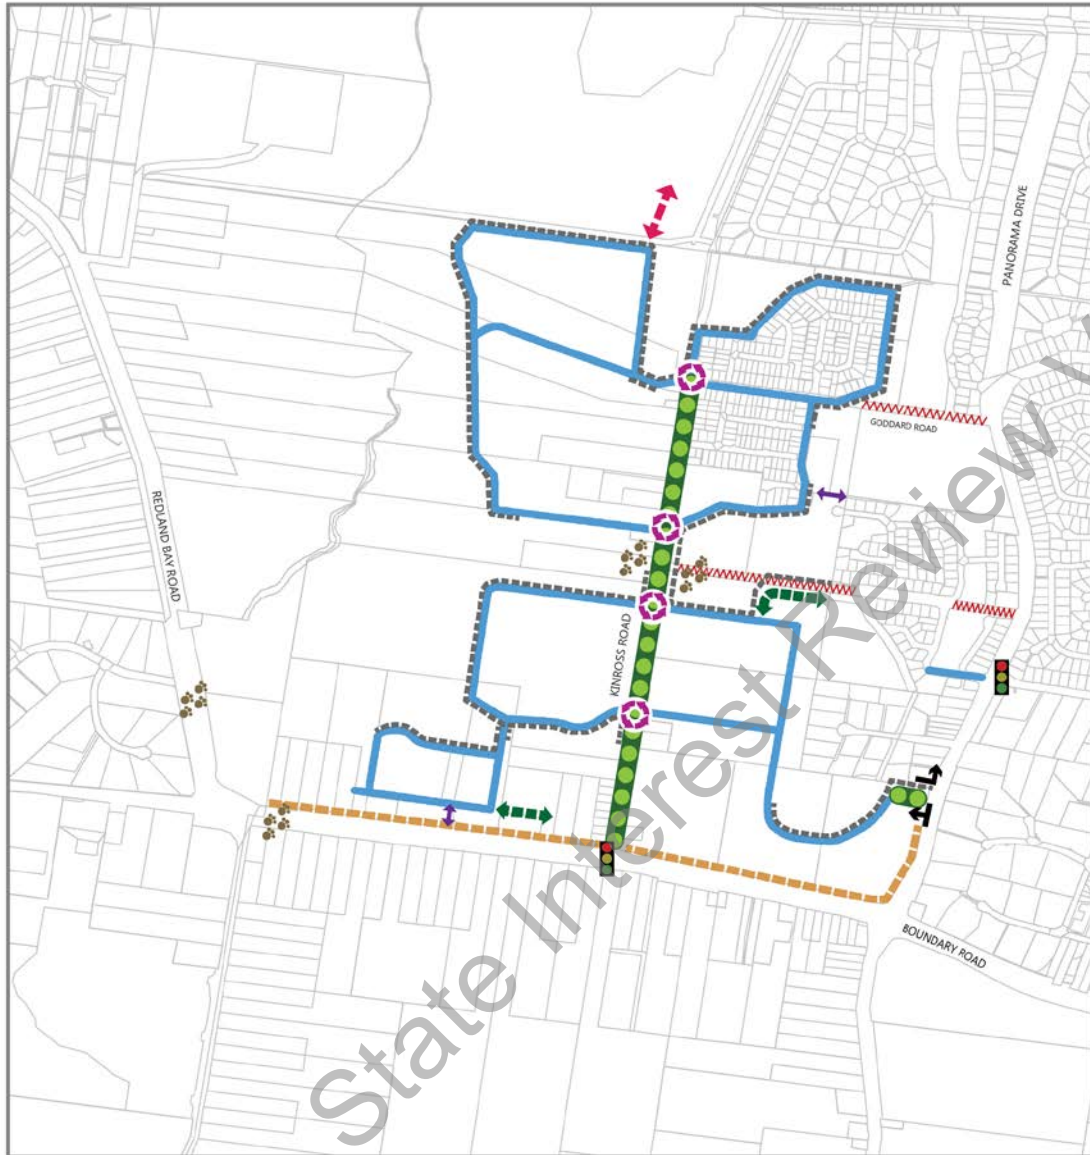 PANORAMA DRIVE
GODDARD ROAD
REDLAND BAY ROAD
KINROSS ROAD
BOUNDARY ROAD
State Interest Review V